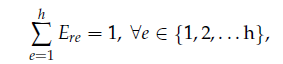 h
∑ E_{re} = 1, ∀e ∈ {1, 2, . . . h},
e=1